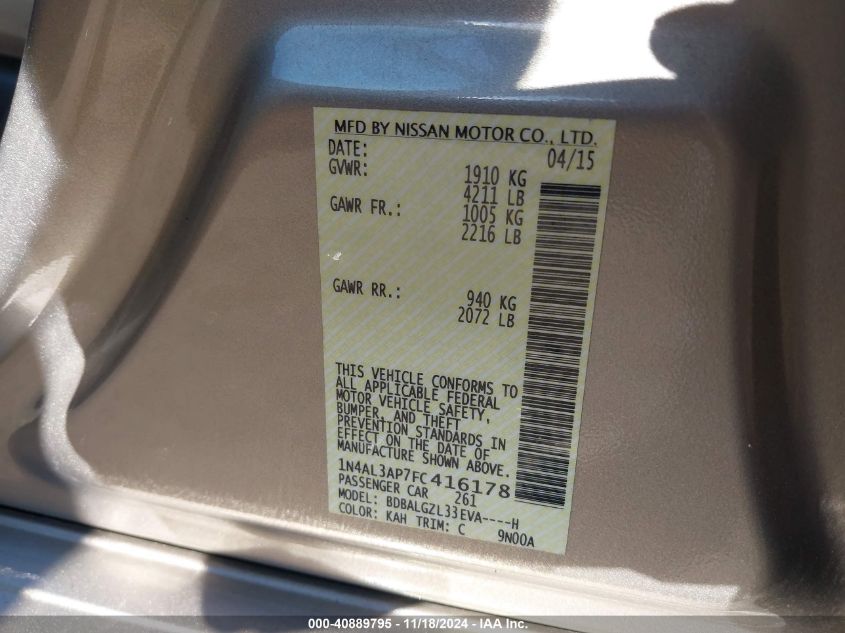 MFD BY NISSAN MOTOR CO., LTD.
DATE: 04/15
GVWR: 1910 KG
4211 LB
GAWR FR.: 1005 KG
2216 LB
GAWR RR.: 940 KG
2072 LB
THIS VEHICLE CONFORMS TO
ALL APPLICABLE FEDERAL
MOTOR VEHICLE SAFETY,
BUMPER, AND THEFT
PREVENTION STANDARDS IN
EFFECT ON THE DATE OF
MANUFACTURE SHOWN ABOVE.
1N4AL3AP7FC416178
PASSENGER CAR 261
MODEL: BDBALGZL33EVA----H
COLOR: KAH TRIM: C 9N00A
000-40889795 - 11/18/2024 - IAA Inc.